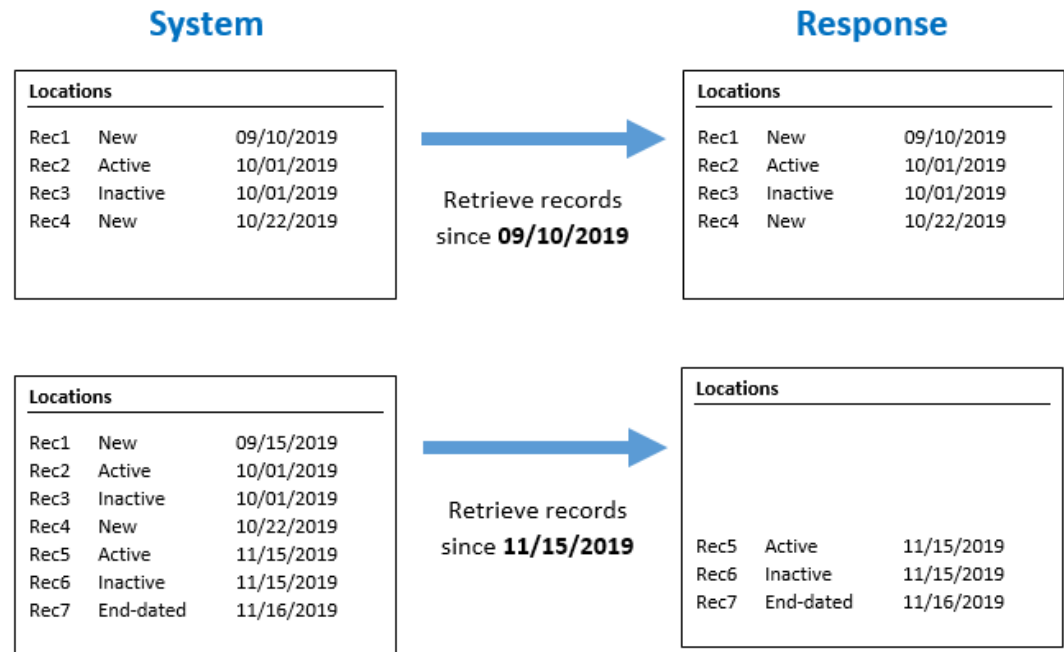 System
Response
Locations
Rec1 New 09/10/2019
Rec2 Active 10/01/2019
Rec3 Inactive 10/01/2019
Rec4 New 10/22/2019
Retrieve records
since 09/10/2019
Locations
Rec1 New 09/10/2019
Rec2 Active 10/01/2019
Rec3 Inactive 10/01/2019
Rec4 New 10/22/2019
Locations
Rec1 New 09/15/2019
Rec2 Active 10/01/2019
Rec3 Inactive 10/01/2019
Rec4 New 10/22/2019
Rec5 Active 11/15/2019
Rec6 Inactive 11/15/2019
Rec7 End-dated 11/16/2019
Retrieve records
since 11/15/2019
Locations
Rec5 Active 11/15/2019
Rec6 Inactive 11/15/2019
Rec7 End-dated 11/16/2019